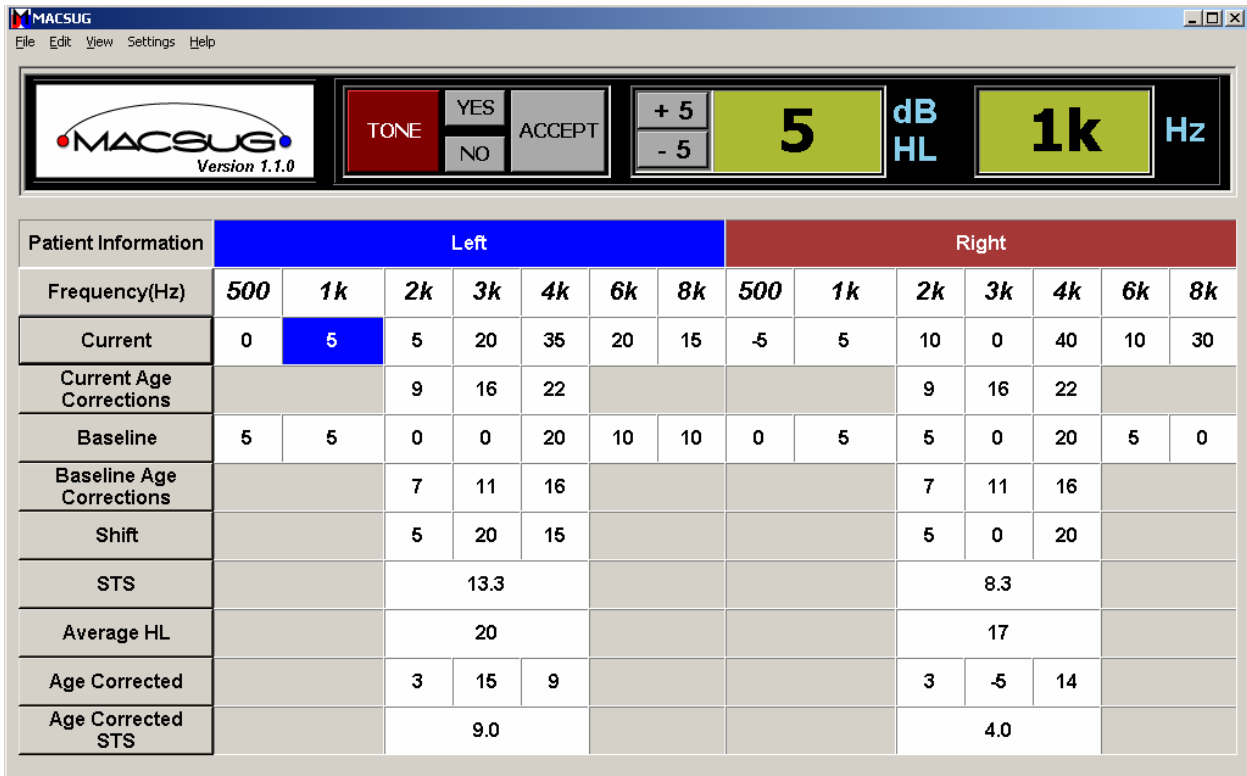 MACSUG
File Edit View Settings Help
MACSUG
Version 1.1.0
TONE YES NO ACCEPT + 5 - 5 5 dB HL 1k Hz
Patient Information Left Right
Frequency(Hz) 500 1k 2k 3k 4k 6k 8k 500 1k 2k 3k 4k 6k 8k
Current 0 5 5 20 35 20 15 -5 5 10 0 40 10 30
Current Age Corrections 9 16 22 9 16 22
Baseline 5 5 0 0 20 10 10 0 5 5 0 20 5 0
Baseline Age Corrections 7 11 16 7 11 16
Shift 5 20 15 5 0 20
STS 13.3 8.3
Average HL 20 17
Age Corrected 3 15 9 3 -5 14
Age Corrected STS 9.0 4.0